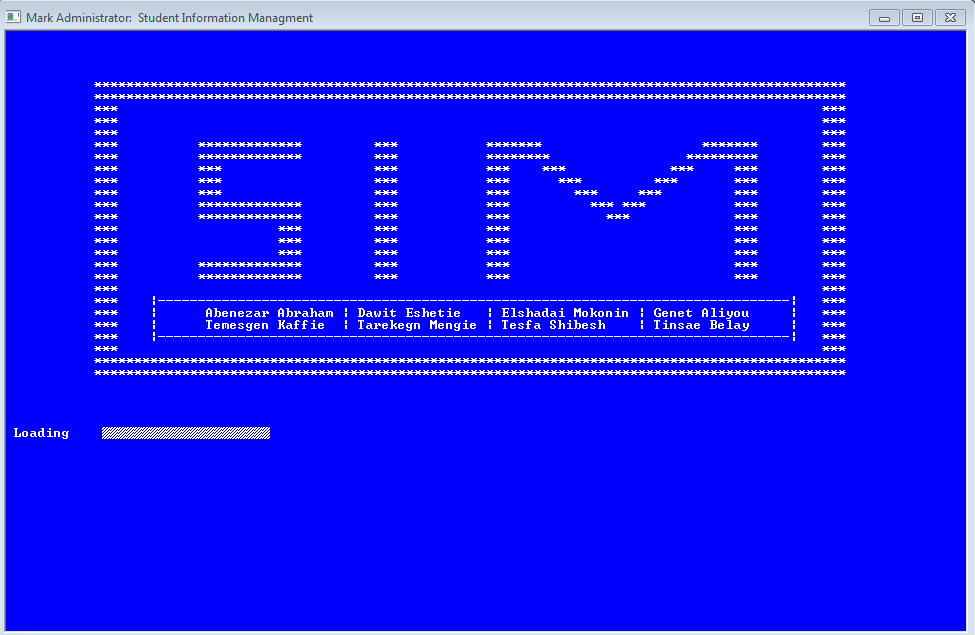 Mark Administrator: Student Information Managment
SIM
Abenezar Abraham ¦ Dawit Eshetie ¦ Elshadai Mokonin ¦ Genet Aliyou
Temesgen Kaffie ¦ Tarekegn Mengie ¦ Tesfa Shibesh ¦ Tinsae Belay
Loading